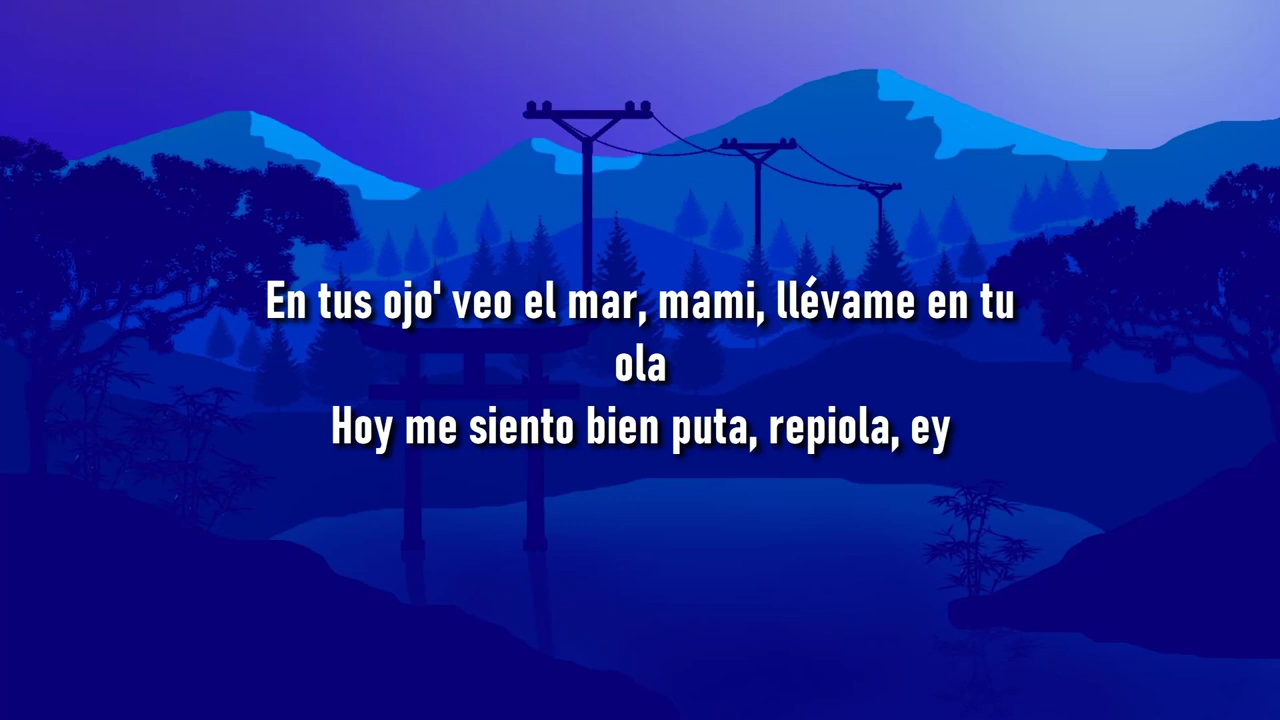 En tus ojo' veo el mar, mami, llévame en tu
ola
Hoy me siento bien puta, repiola, ey